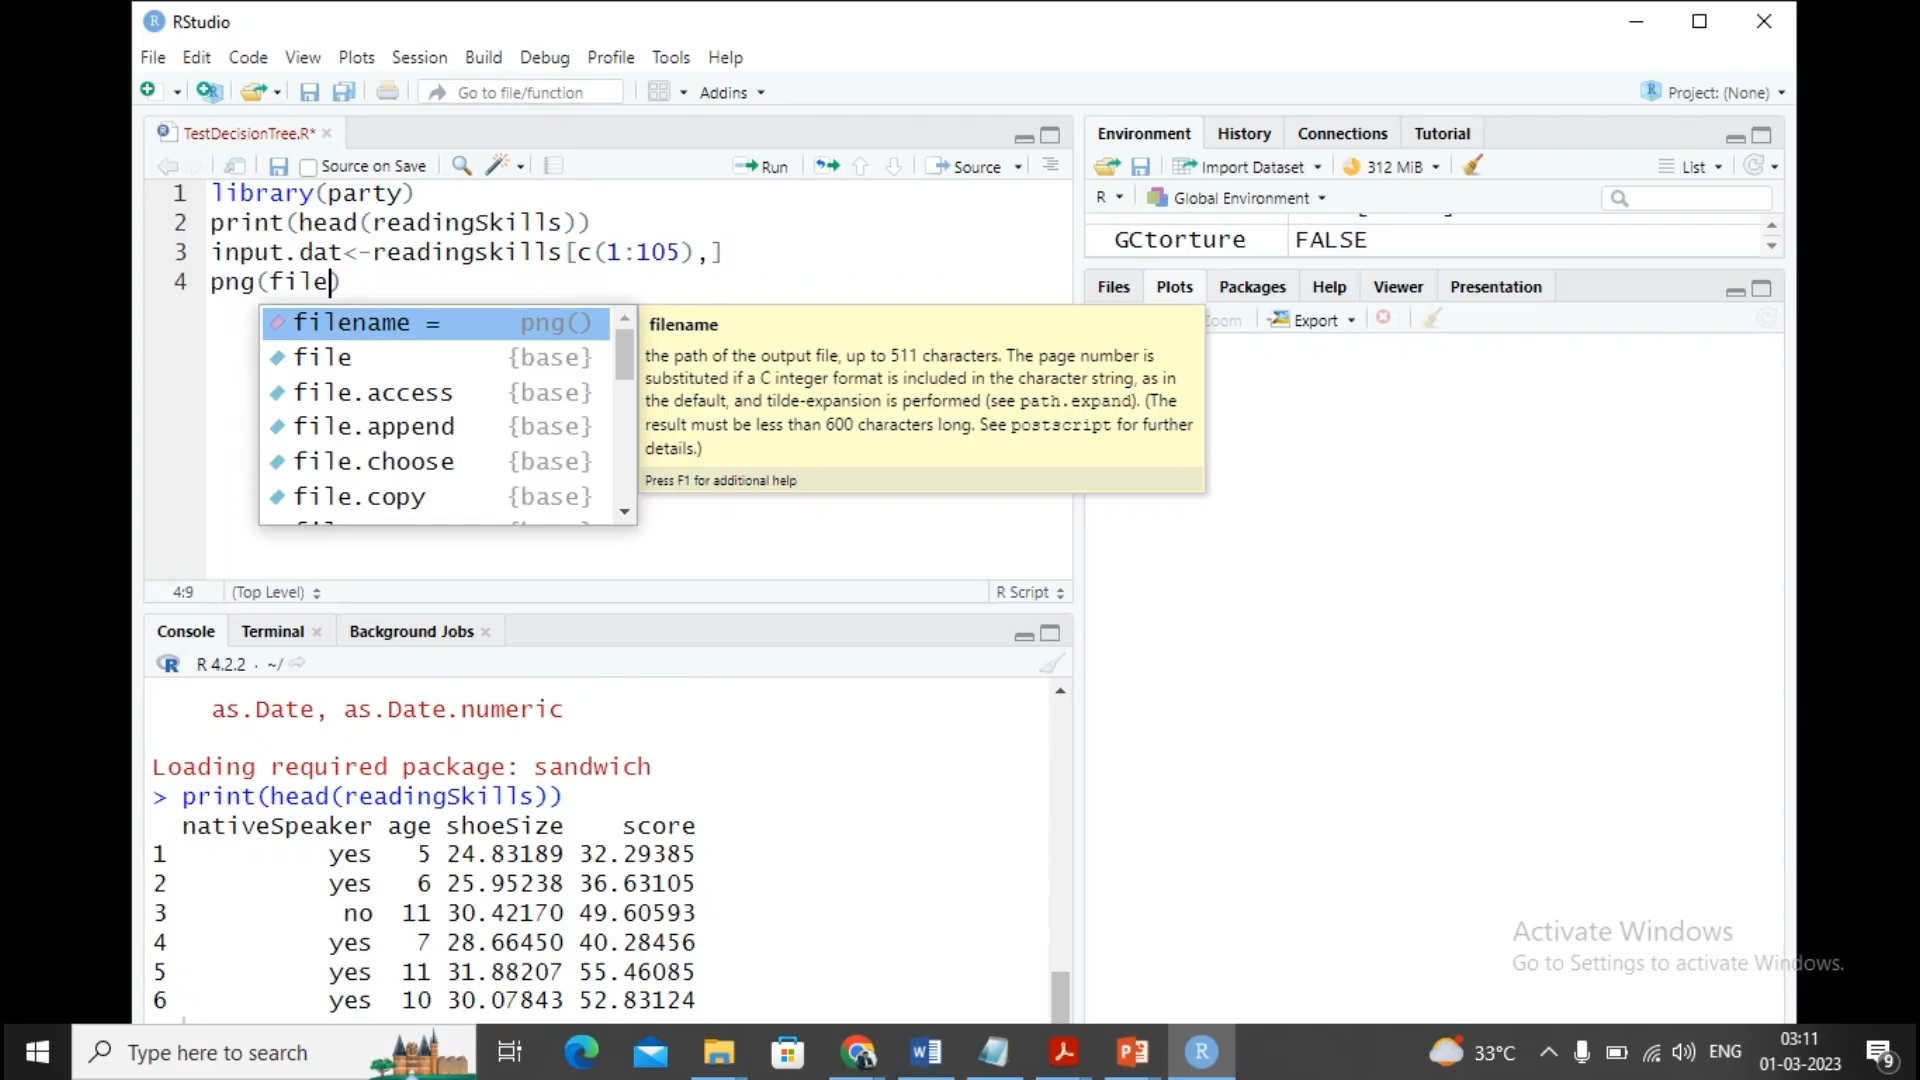 RStudio
File Edit Code View Plots Session Build Debug Profile Tools Help
Go to file/function Addins Project: (None)
TestDecisionTree.R*
Source on Save Run Source
1 library(party)
2 print(head(readingSkills))
3 input.dat<-readingskills[c(1:105),]
4 png(file)
filename = png()
file {base}
file.access {base}
file.append {base}
file.choose {base}
file.copy {base}
filename
the path of the output file, up to 511 characters. The page number is
substituted if a C integer format is included in the character string, as in
the default, and tilde-expansion is performed (see path.expand). (The
result must be less than 600 characters long. See postscript for further
details.)
Press F1 for additional help
4:9 (Top Level) R Script
Environment History Connections Tutorial
Import Dataset 312 MiB List
R Global Environment
GCtorture FALSE
Files Plots Packages Help Viewer Presentation
Zoom Export
Console Terminal Background Jobs
R 4.2.2 · ~/
as.Date, as.Date.numeric
Loading required package: sandwich
> print(head(readingSkills))
nativeSpeaker age shoeSize score
1 yes 5 24.83189 32.29385
2 yes 6 25.95238 36.63105
3 no 11 30.42170 49.60593
4 yes 7 28.66450 40.28456
5 yes 11 31.88207 55.46085
6 yes 10 30.07843 52.83124
Activate Windows
Go to Settings to activate Windows.
Type here to search
33°C ENG
03:11
01-03-2023
9